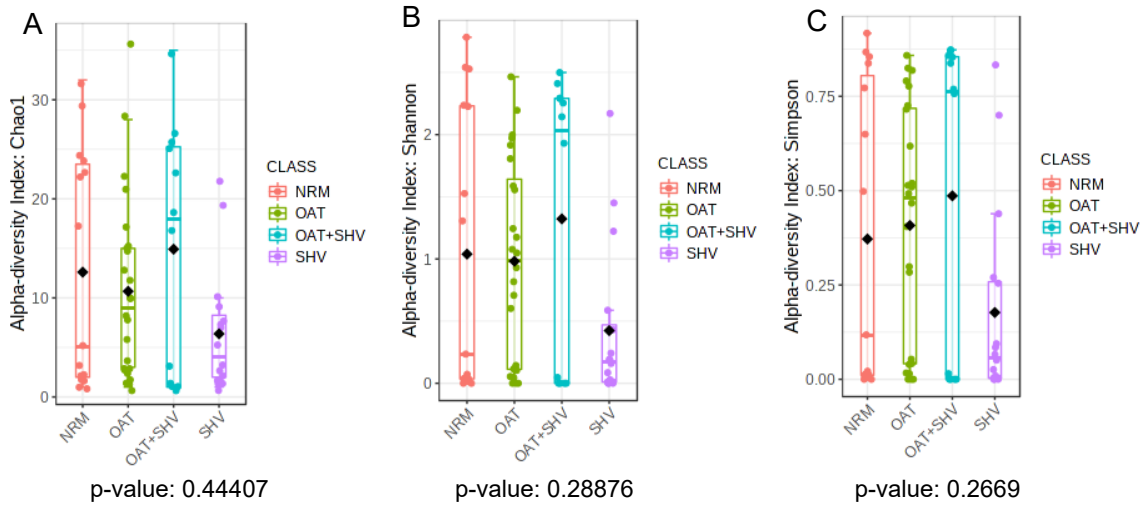 A
Alpha-diversity Index: Chao1
30
20
10
0
NRM
OAT
OAT+SHV
SHV
CLASS
NRM
OAT
OAT+SHV
SHV
p-value: 0.44407
B
Alpha-diversity Index: Shannon
2
1
0
NRM
OAT
OAT+SHV
SHV
CLASS
NRM
OAT
OAT+SHV
SHV
p-value: 0.28876
C
Alpha-diversity Index: Simpson
0.75
0.50
0.25
0.00
NRM
OAT
OAT+SHV
SHV
CLASS
NRM
OAT
OAT+SHV
SHV
p-value: 0.2669